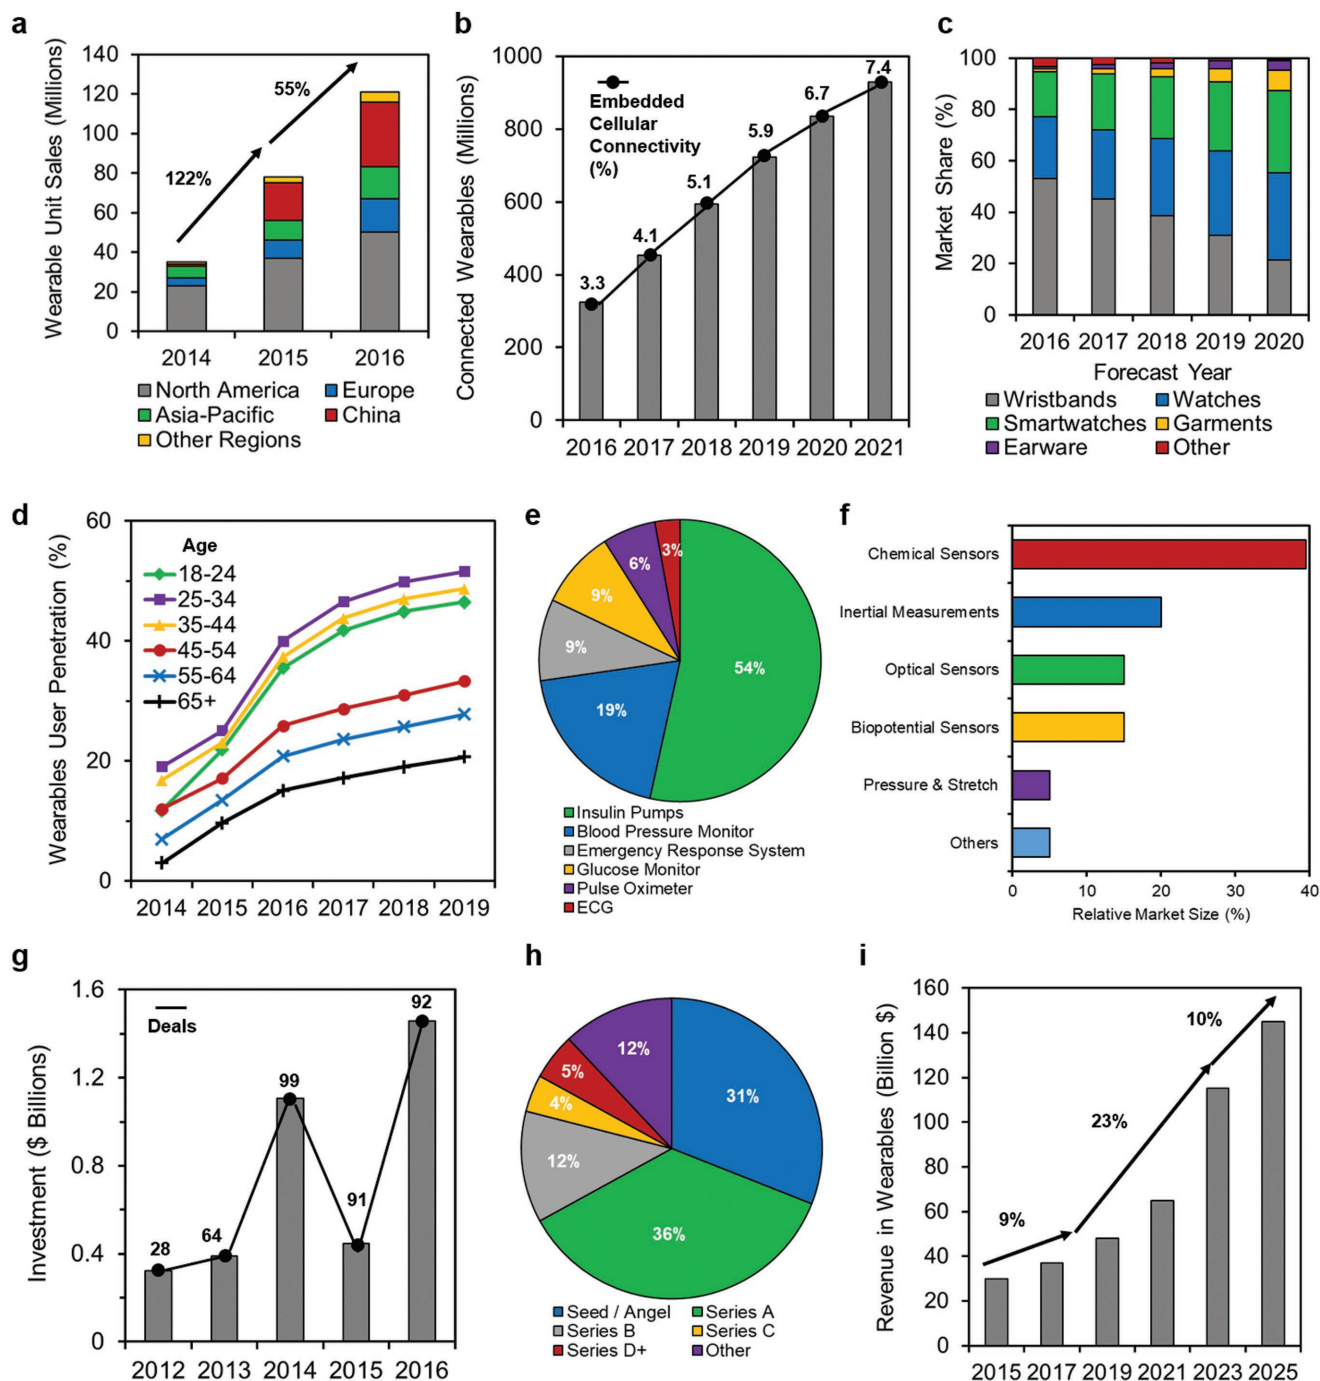 a
Wearable Unit Sales (Millions)
140
120
100
80
60
40
20
0
122%
55%
2014 2015 2016
North America Europe
Asia-Pacific China
Other Regions
b
Connected Wearables (Millions)
1000
800
600
400
200
0
Embedded
Cellular
Connectivity
(%)
3.3
4.1
5.1
5.9
6.7
7.4
2016 2017 2018 2019 2020 2021
c
Market Share (%)
100
80
60
40
20
0
2016 2017 2018 2019 2020
Forecast Year
Wristbands Watches
Smartwatches Garments
Earware Other
d
Wearables User Penetration (%)
60
40
20
0
Age
18-24
25-34
35-44
45-54
55-64
65+
2014 2015 2016 2017 2018 2019
e
54%
19%
9%
9%
6%
3%
Insulin Pumps
Blood Pressure Monitor
Emergency Response System
Glucose Monitor
Pulse Oximeter
ECG
f
Chemical Sensors
Inertial Measurements
Optical Sensors
Biopotential Sensors
Pressure & Stretch
Others
0 10 20 30 40
Relative Market Size (%)
g
Investment ($ Billions)
1.6
1.2
0.8
0.4
0
Deals
28
64
99
91
92
2012 2013 2014 2015 2016
h
31%
36%
12%
4%
5%
12%
Seed / Angel Series A
Series B Series C
Series D+ Other
i
Revenue in Wearables (Billion $)
160
140
120
100
80
60
40
20
0
9%
23%
10%
2015 2017 2019 2021 2023 2025